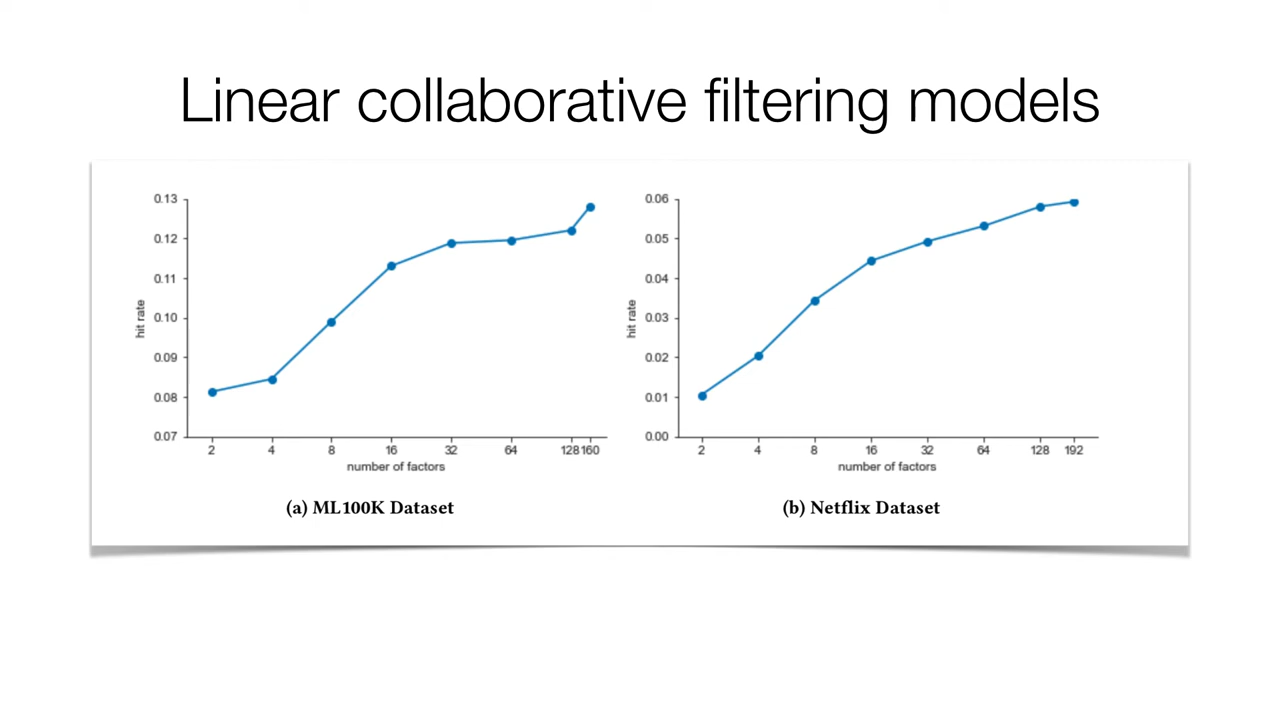 Linear collaborative filtering models
0.13
0.12
0.11
0.10
0.09
0.08
0.07
hit rate
2 4 8 16 32 64 128 160
number of factors
(a) ML100K Dataset
0.06
0.05
0.04
0.03
0.02
0.01
0.00
hit rate
2 4 8 16 32 64 128 192
number of factors
(b) Netflix Dataset